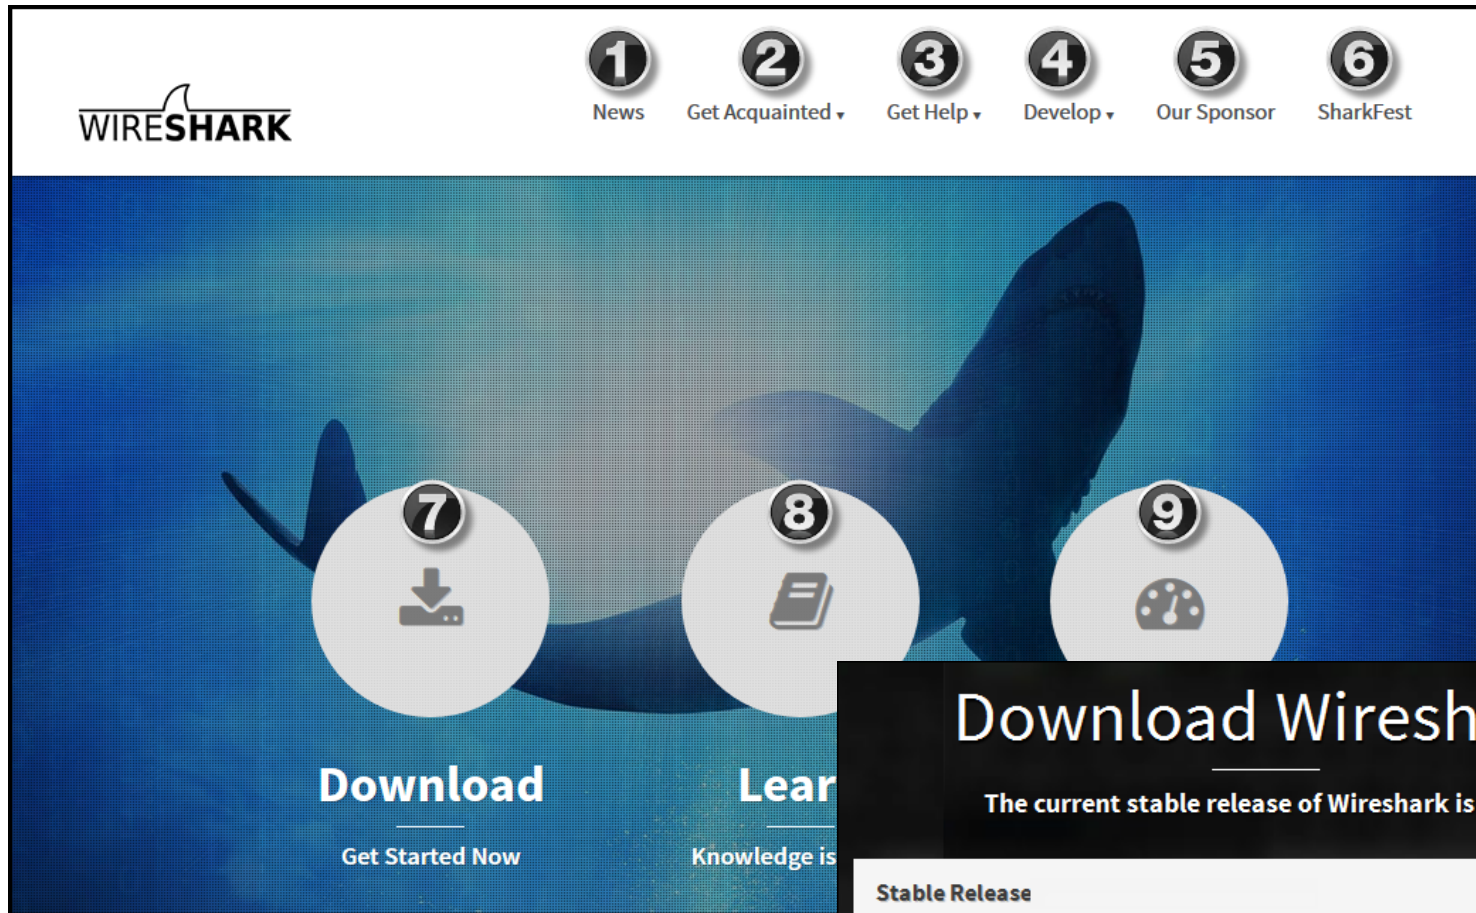 1 2 3 4 5 6
WIRESHARK
News Get Acquainted ▾ Get Help ▾ Develop ▾ Our Sponsor SharkFest
7 8 9
Download Wiresh
Download Lear
The current stable release of Wireshark is
Get Started Now Knowledge is
Stable Release